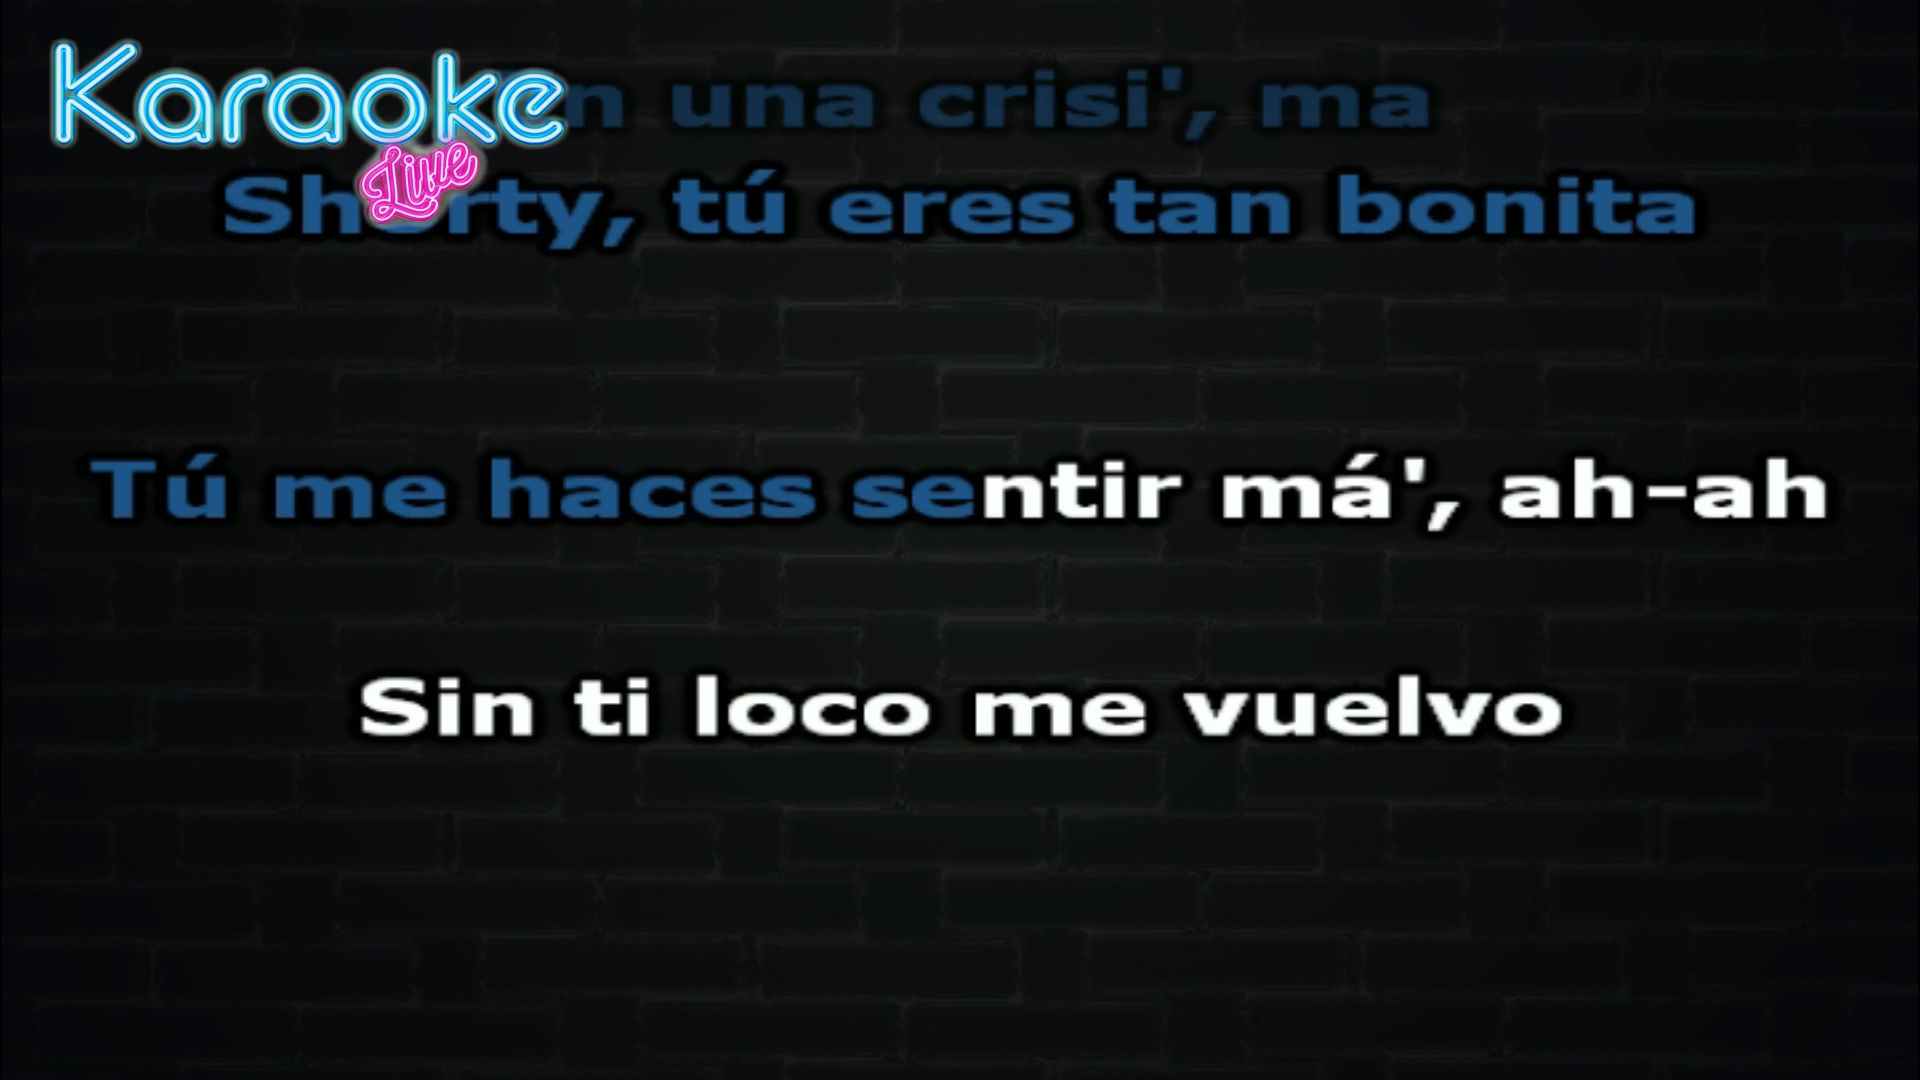 Karaoke
Live
una crisi', ma
Shorty, tú eres tan bonita
Tú me haces sentir má', ah-ah
Sin ti loco me vuelvo